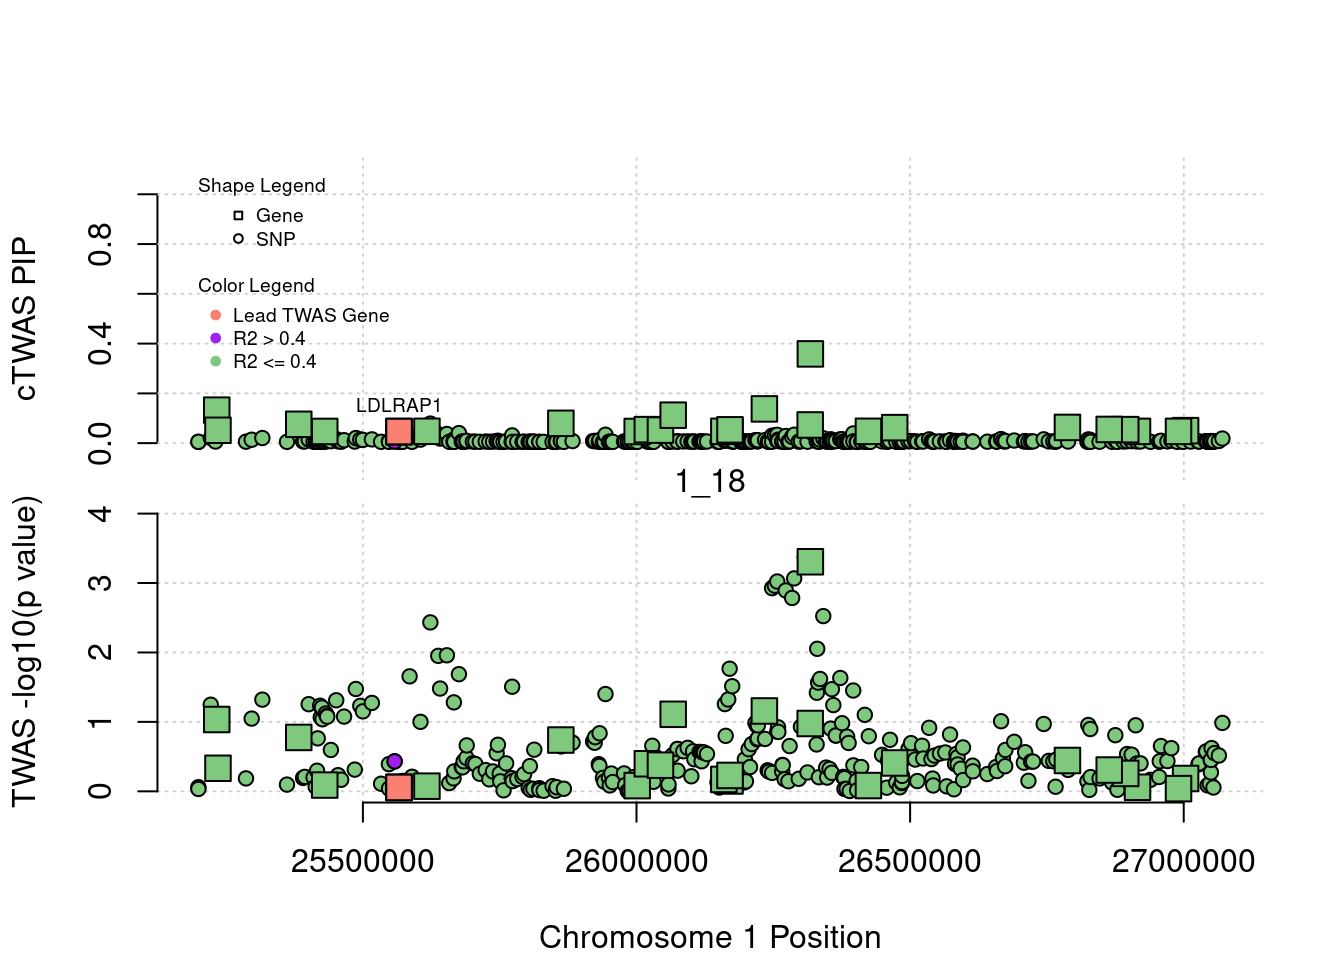 Shape Legend
Gene
SNP
Color Legend
Lead TWAS Gene
R2 > 0.4
R2 <= 0.4
LDLRAP1
cTWAS PIP
0.8
0.4
0.0
1_18
TWAS -log10(p value)
4
3
2
1
0
25500000 26000000 26500000 27000000
Chromosome 1 Position